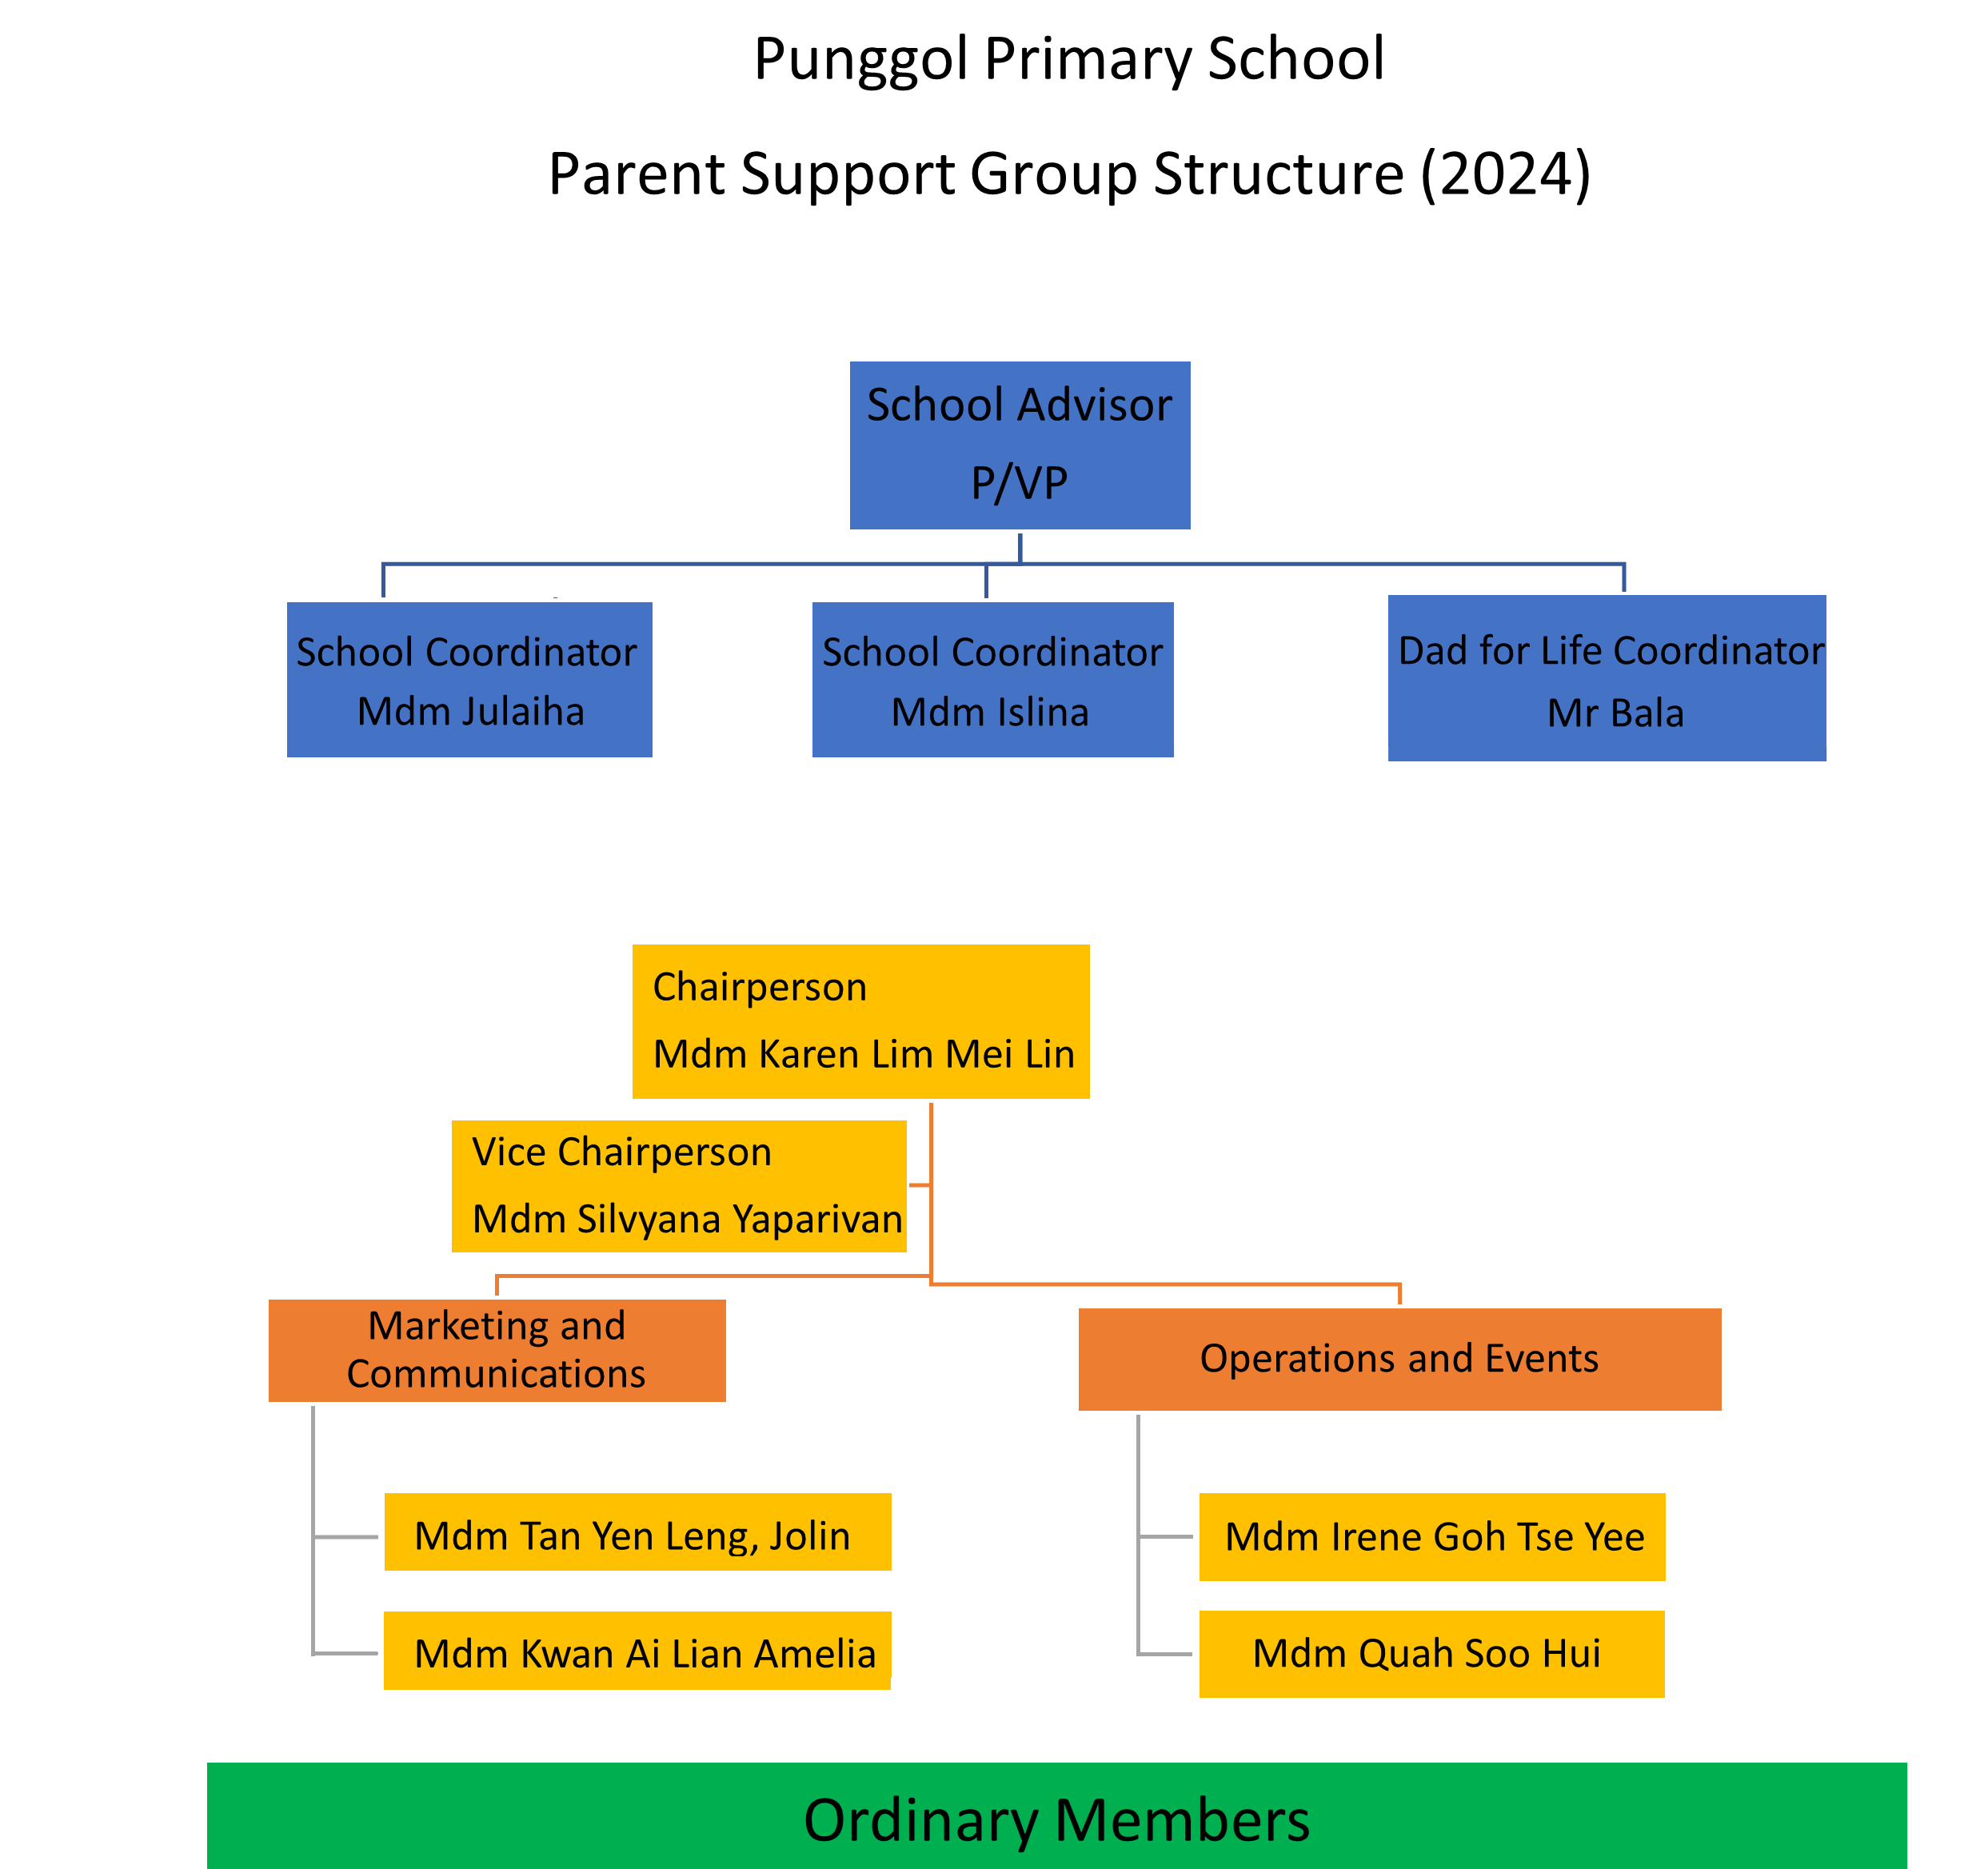 Punggol Primary School
Parent Support Group Structure (2024)
School Advisor
P/VP
School Coordinator
Mdm Julaiha
School Coordinator
Mdm Islina
Dad for Life Coordinator
Mr Bala
Chairperson
Mdm Karen Lim Mei Lin
Vice Chairperson
Mdm Silvyana Yaparivan
Marketing and
Communications
Operations and Events
Mdm Tan Yen Leng, Jolin
Mdm Kwan Ai Lian Amelia
Mdm Irene Goh Tse Yee
Mdm Quah Soo Hui
Ordinary Members